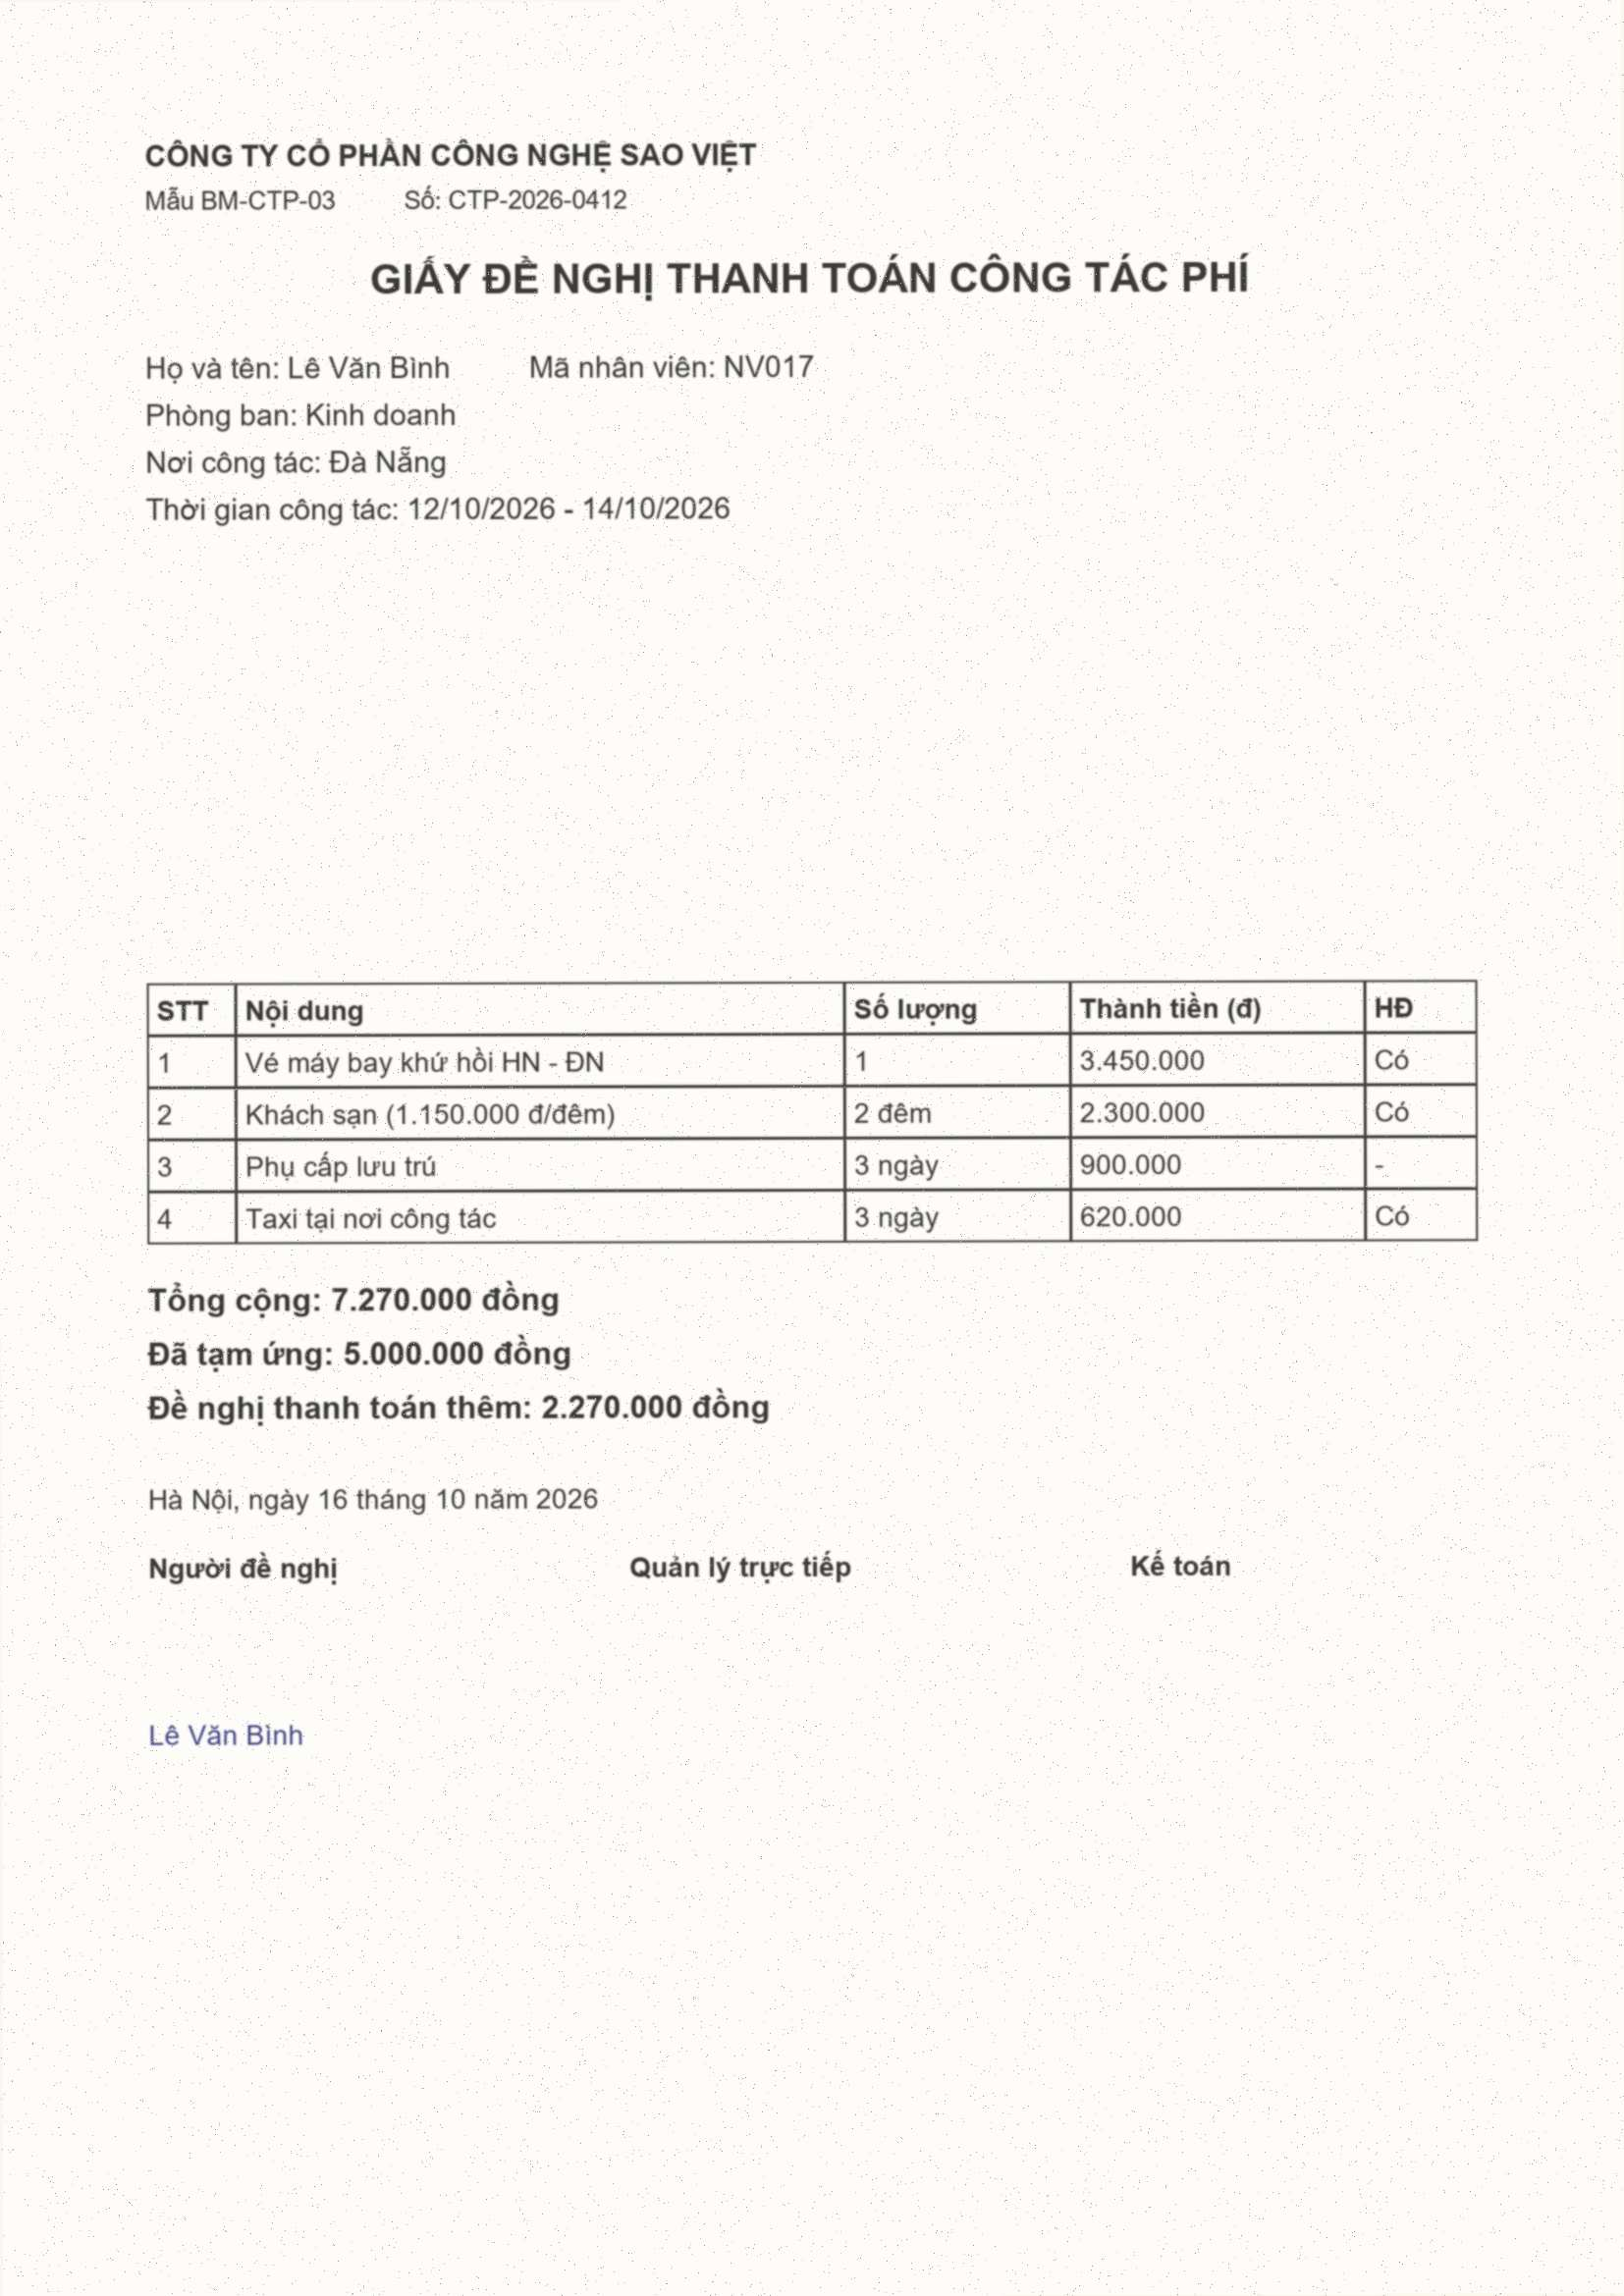 CÔNG TY CỔ PHẦN CÔNG NGHỆ SAO VIỆT
Mẫu BM-CTP-03 Số: CTP-2026-0412
GIẤY ĐỀ NGHỊ THANH TOÁN CÔNG TÁC PHÍ
Họ và tên: Lê Văn Bình Mã nhân viên: NV017
Phòng ban: Kinh doanh
Nơi công tác: Đà Nẵng
Thời gian công tác: 12/10/2026 - 14/10/2026
STT Nội dung Số lượng Thành tiền (đ) HĐ
1 Vé máy bay khứ hồi HN - ĐN 1 3.450.000 Có
2 Khách sạn (1.150.000 đ/đêm) 2 đêm 2.300.000 Có
3 Phụ cấp lưu trú 3 ngày 900.000 -
4 Taxi tại nơi công tác 3 ngày 620.000 Có
Tổng cộng: 7.270.000 đồng
Đã tạm ứng: 5.000.000 đồng
Đề nghị thanh toán thêm: 2.270.000 đồng
Hà Nội, ngày 16 tháng 10 năm 2026
Người đề nghị Quản lý trực tiếp Kế toán
Lê Văn Bình